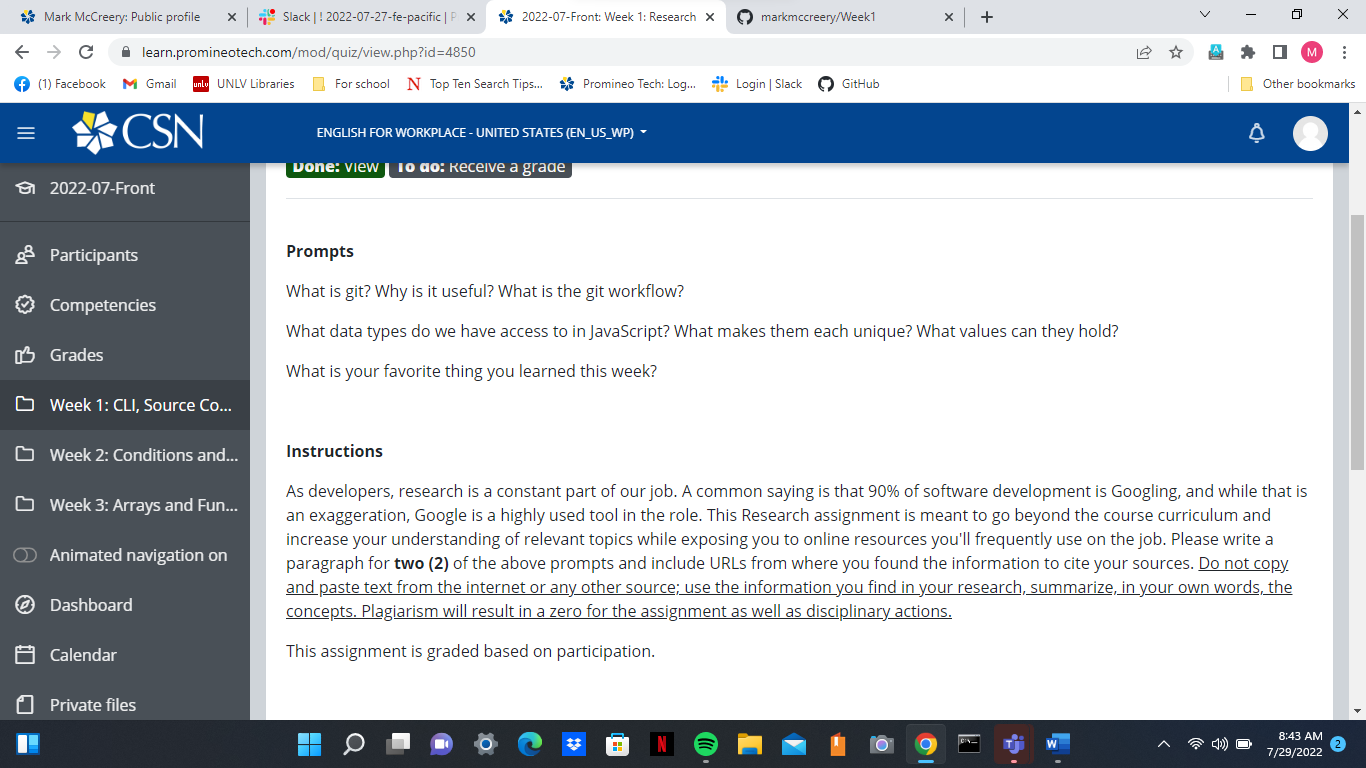 Mark McCreery: Public profile
Slack | ! 2022-07-27-fe-pacific | P
2022-07-Front: Week 1: Research
markmccreery/Week1
learn.promineotech.com/mod/quiz/view.php?id=4850
M
(1) Facebook
Gmail
UNLV Libraries
For school
Top Ten Search Tips...
Promineo Tech: Log...
Login | Slack
GitHub
Other bookmarks
CSN
ENGLISH FOR WORKPLACE - UNITED STATES (EN_US_WP)
2022-07-Front
Participants
Competencies
Grades
Week 1: CLI, Source Co...
Week 2: Conditions and...
Week 3: Arrays and Fun...
Animated navigation on
Dashboard
Calendar
Private files
Done: View To do: Receive a grade
Prompts
What is git? Why is it useful? What is the git workflow?
What data types do we have access to in JavaScript? What makes them each unique? What values can they hold?
What is your favorite thing you learned this week?
Instructions
As developers, research is a constant part of our job. A common saying is that 90% of software development is Googling, and while that is
an exaggeration, Google is a highly used tool in the role. This Research assignment is meant to go beyond the course curriculum and
increase your understanding of relevant topics while exposing you to online resources you'll frequently use on the job. Please write a
paragraph for two (2) of the above prompts and include URLs from where you found the information to cite your sources. Do not copy
and paste text from the internet or any other source; use the information you find in your research, summarize, in your own words, the
concepts. Plagiarism will result in a zero for the assignment as well as disciplinary actions.
This assignment is graded based on participation.
8:43 AM
7/29/2022
2